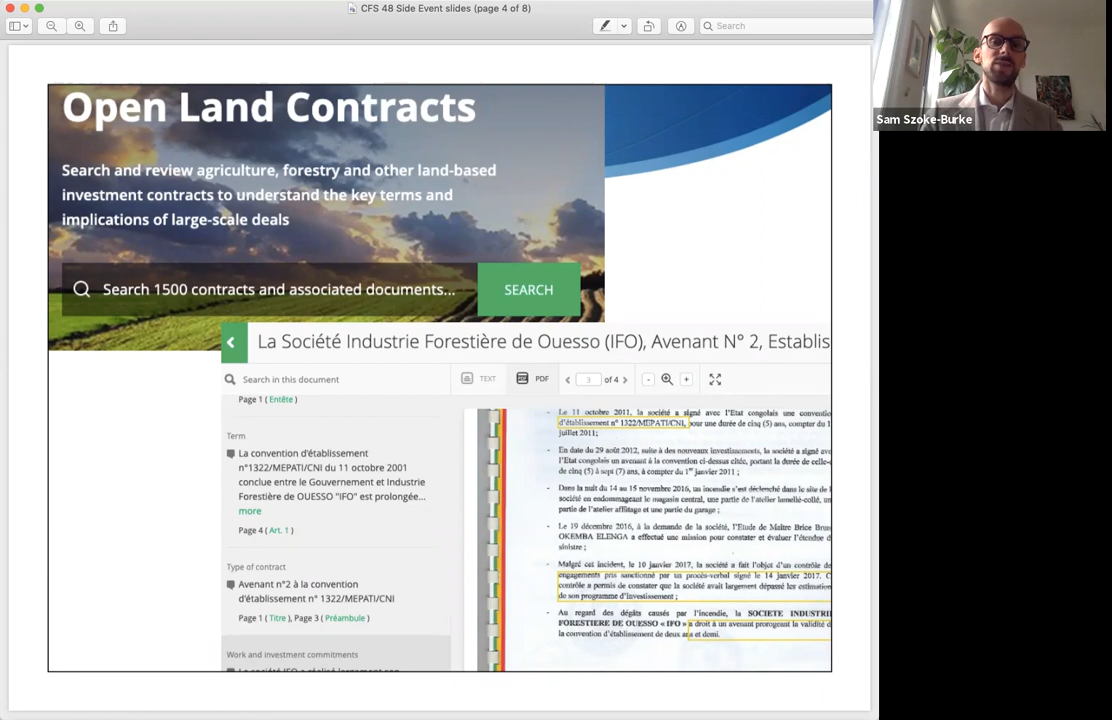 CFS 48 Side Event slides (page 4 of 8)
Search
Sam Szoke-Burke
Open Land Contracts
Search and review agriculture, forestry and other land-based
investment contracts to understand the key terms and
implications of large-scale deals
Search 1500 contracts and associated documents...
SEARCH
La Société Industrie Forestière de Ouesso (IFO), Avenant N° 2, Establis
Search in this document
TEXT
PDF
3 of 4
Page 1 ( Entête )
Term
La convention d'établissement
n°1322/MEPATI/CNI du 11 octobre 2001
conclue entre le Gouvernement et Industrie
Forestière de OUESSO "IFO" est prolongée...
more
Page 4 ( Art. 1 )
Type of contract
Avenant n°2 à la convention
d'établissement n° 1322/MEPATI/CNI
Page 1 ( Titre ), Page 3 ( Préambule )
Work and investment commitments
- Le 11 octobre 2011, la société a signé avec l'Etat congolais une conventio
d'établissement n° 1322/MEPATI/CNI, pour une durée de cinq (5) ans, compter du 1
juillet 2011;
- En date du 29 août 2012, suite à des nouveaux investissements, la société a signé ave
l'Etat congolais un avenant à la convention ci-dessus citée, portant la durée de celle-
de cinq (5) à sept (7) ans, à compter du 1er janvier 2011 ;
- Dans la nuit du 14 au 15 novembre 2016, un incendie s'est déclenché dans le site de l
société en endommageant le magasin central, une partie de l'atelier lamellé-collé, un
partie de l'atelier affûtage et une partie du garage ;
- Le 19 décembre 2016, à la demande de la société, l'Etude de Maître Brice Brun
OKEMBA ELENGA a effectué une mission pour constater et évaluer l'étendue d
sinistre ;
- Malgré cet incident, le 10 janvier 2017, la société a fait l'objet d'un contrôle de
engagements pris sanctionné par un procès-verbal signé le 14 janvier 2017. C
contrôle a permis de constater que la société avait largement dépassé les estimation
de son programme d'investissement ;
- Au regard des dégâts causés par l'incendie, la SOCIETE INDUSTRI
FORESTIERE DE OUESSO « IFO » a droit à un avenant prorogeant la validité d
la convention d'établissement de deux ans et demi.